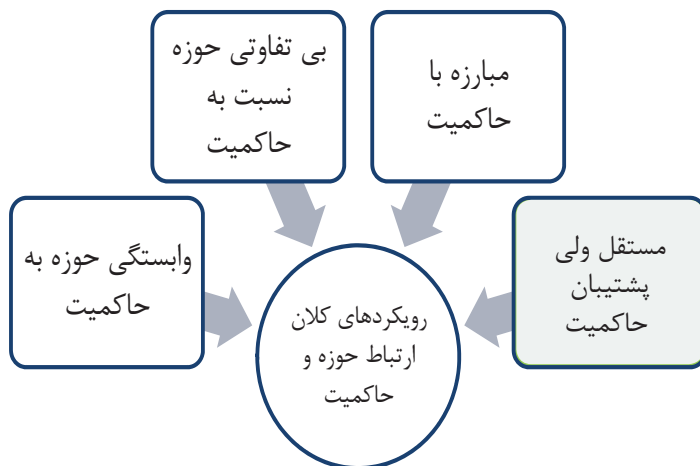 مبارزه با
حاکمیت
بی تفاوتی حوزه
نسبت به
حاکمیت
مستقل ولی
پشتیبان
حاکمیت
وابستگی حوزه به
حاکمیت
رویکردهای کلان
ارتباط حوزه و
حاکمیت